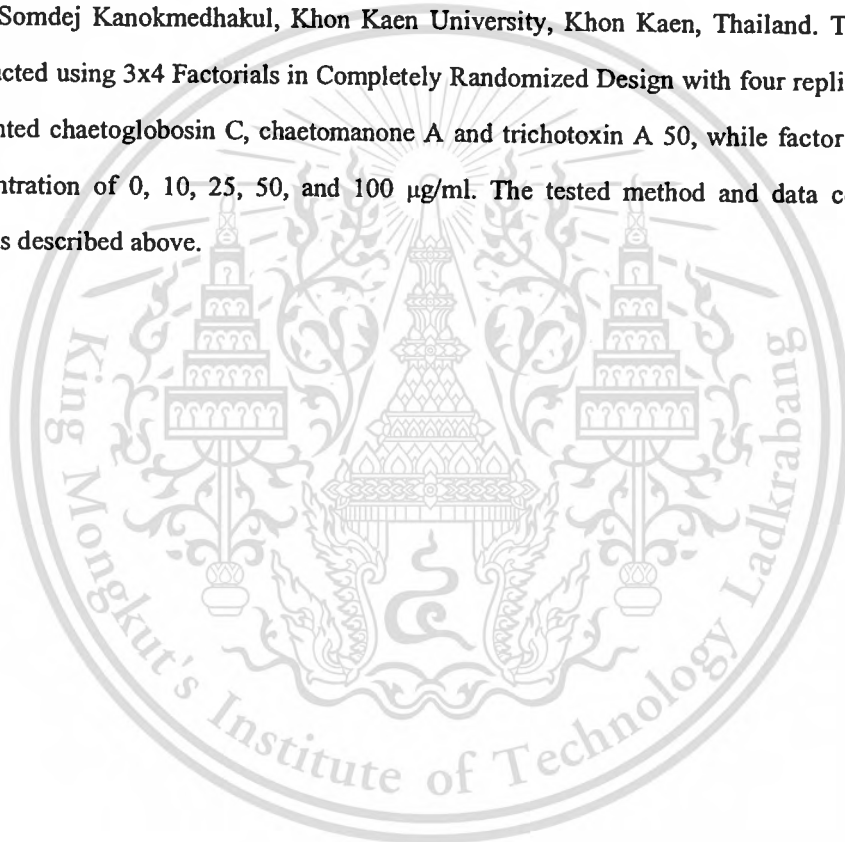 Somdej Kanokmedhakul, Khon Kaen University, Khon Kaen, Thailand. T
cted using 3x4 Factorials in Completely Randomized Design with four repli
nted chaetoglobosin C, chaetomanone A and trichotoxin A 50, while factor
ntration of 0, 10, 25, 50, and 100 µg/ml. The tested method and data c
s described above.
King Mongkut's Institute of Technology Ladkrabang